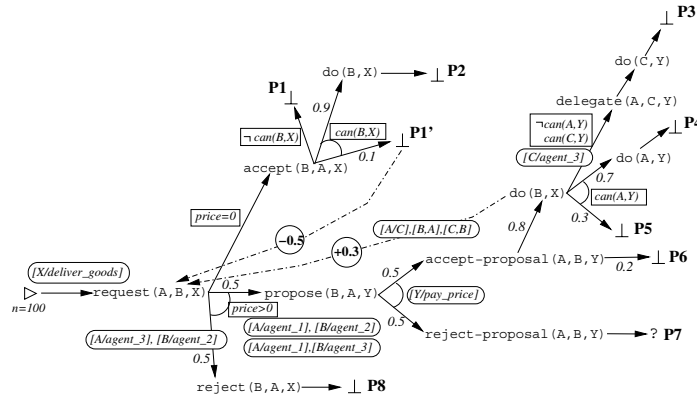 P3
do(C,Y)
P1
do(B,X)
P2
delegate(A,C,Y)
0.9
¬can(A,Y)
can(C,Y)
P4
¬ can(B,X)
can(B,X)
P1'
0.1
accept(B,A,X)
[C/agent_3]
do(A,Y)
0.7
do(B,X)
can(A,Y)
0.3
P5
price=0
[A/C],[B,A],[C,B]
0.8
−0.5
+0.3
[X/deliver_goods]
0.5
accept-proposal(A,B,Y)
P6
0.2
request(A,B,X)
0.5
propose(B,A,Y)
[Y/pay_price]
n=100
price>0
0.5
[A/agent_1], [B/agent_2]
[A/agent_3], [B/agent_2]
reject-proposal(A,B,Y)
? P7
[A/agent_1],[B/agent_3]
0.5
reject(B,A,X)
P8